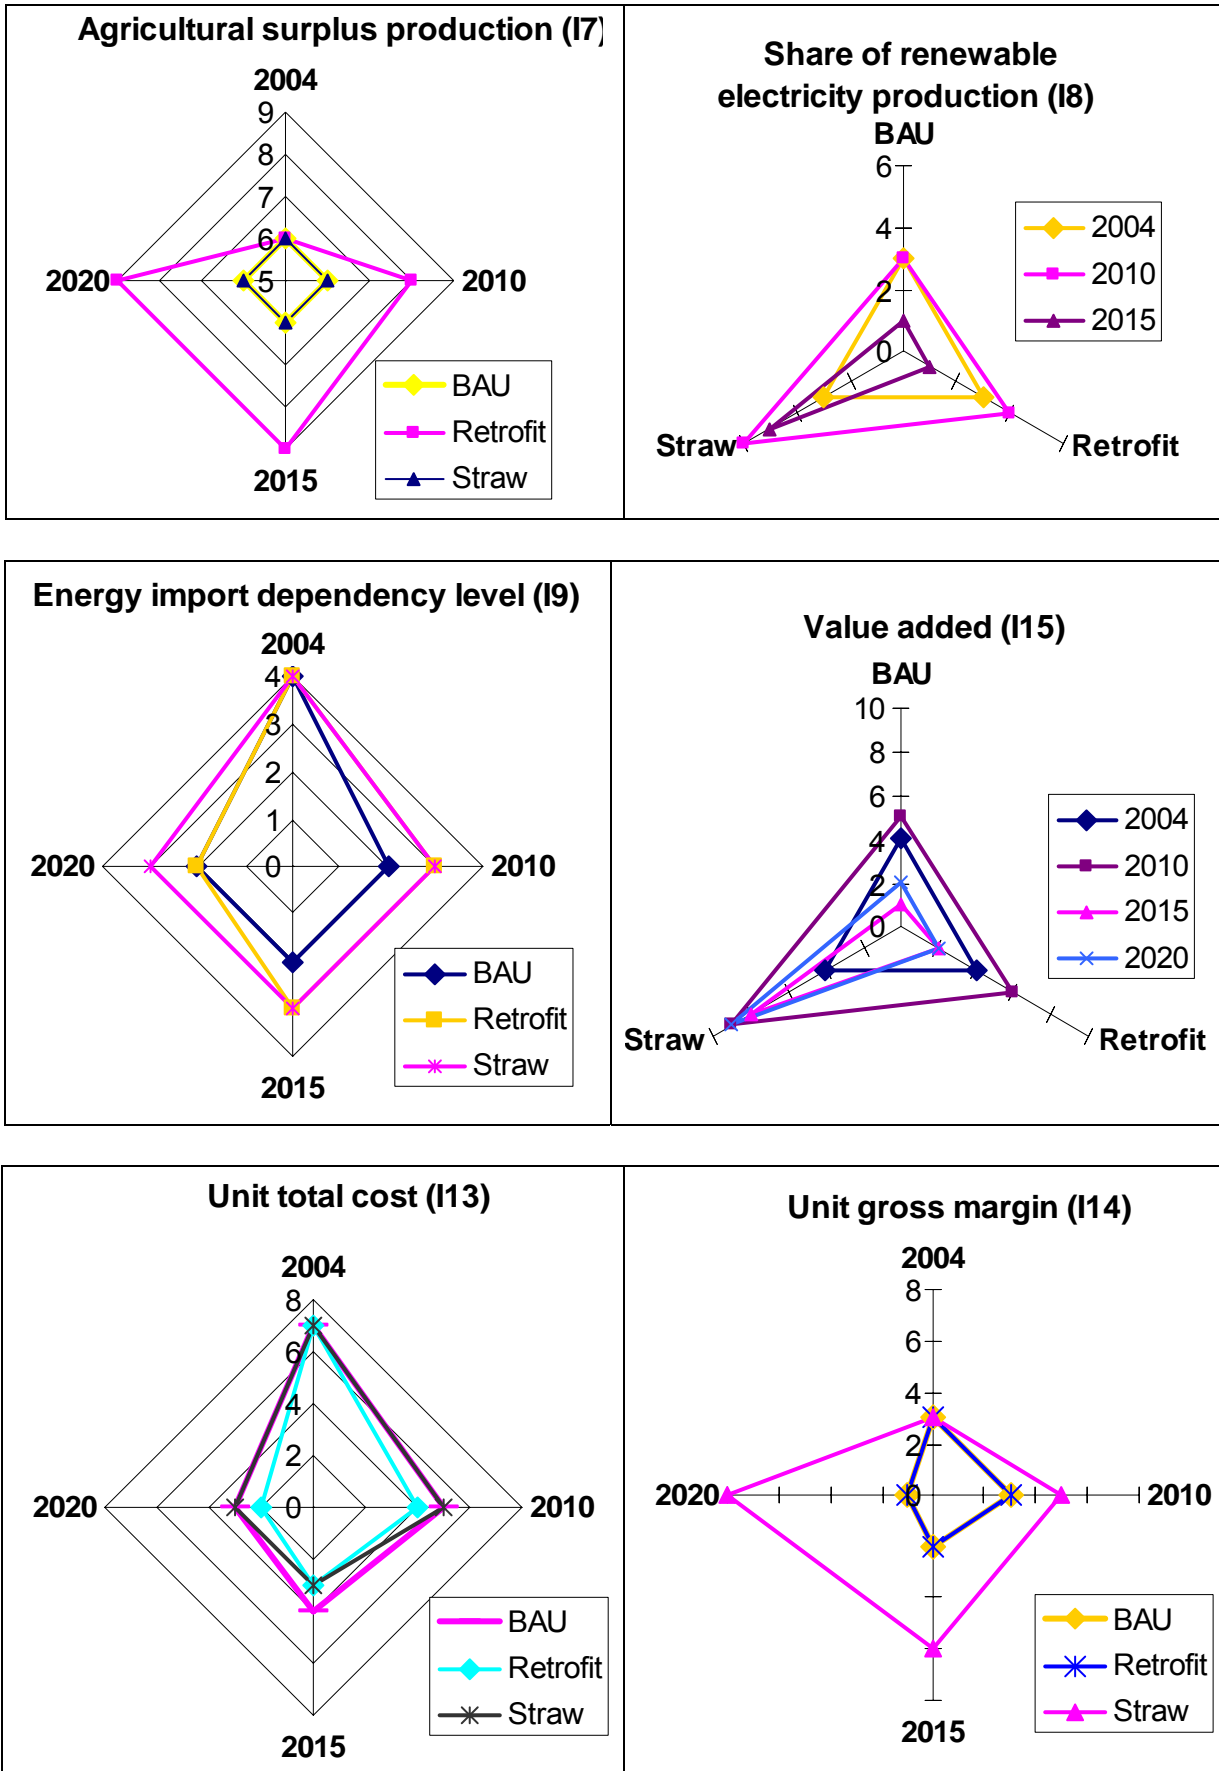 Agricultural surplus production (I7)
2004
9
8
7
6
5
2020
2010
2015
BAU
Retrofit
Straw
Share of renewable
electricity production (I8)
BAU
6
4
2
0
Straw
Retrofit
2004
2010
2015
Energy import dependency level (I9)
2004
4
3
2
1
0
2020
2010
2015
BAU
Retrofit
Straw
Value added (I15)
BAU
10
8
6
4
2
0
Straw
Retrofit
2004
2010
2015
2020
Unit total cost (I13)
2004
8
6
4
2
0
2020
2010
2015
BAU
Retrofit
Straw
Unit gross margin (I14)
2004
8
6
4
2
0
2020
2010
2015
BAU
Retrofit
Straw